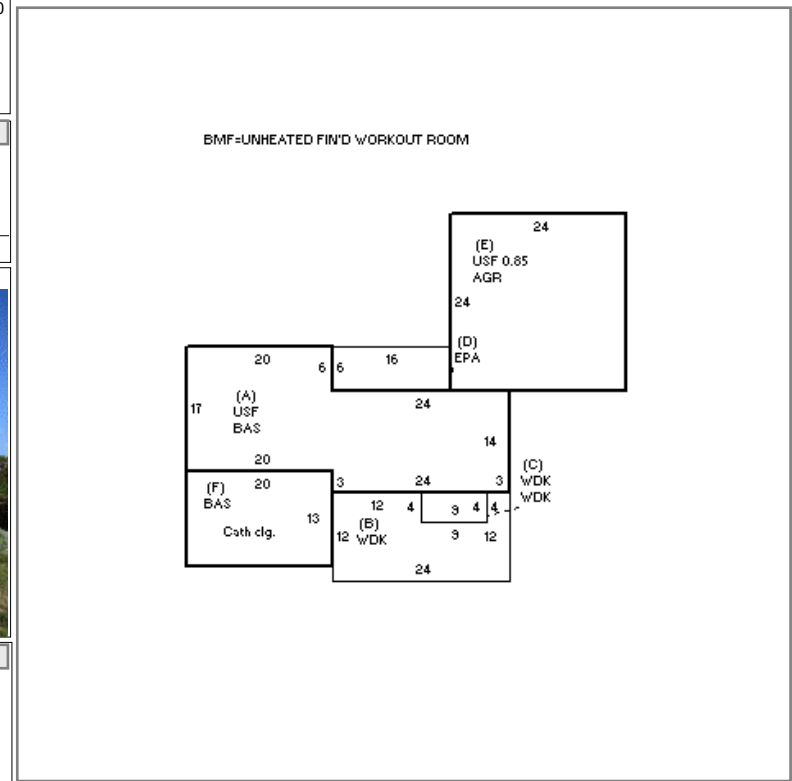 BMF=UNHEATED FIN'D WORKOUT ROOM
24
(E)
USF 0.85
AGR
24
(D)
EPA
20
6
6
16
17
(A)
USF
BAS
24
14
20
(F)
20
BAS
13
Cath clg.
3
24
3
(C)
WDK
WDK
12
4
9
4
4
(B)
12
WDK
9
12
24